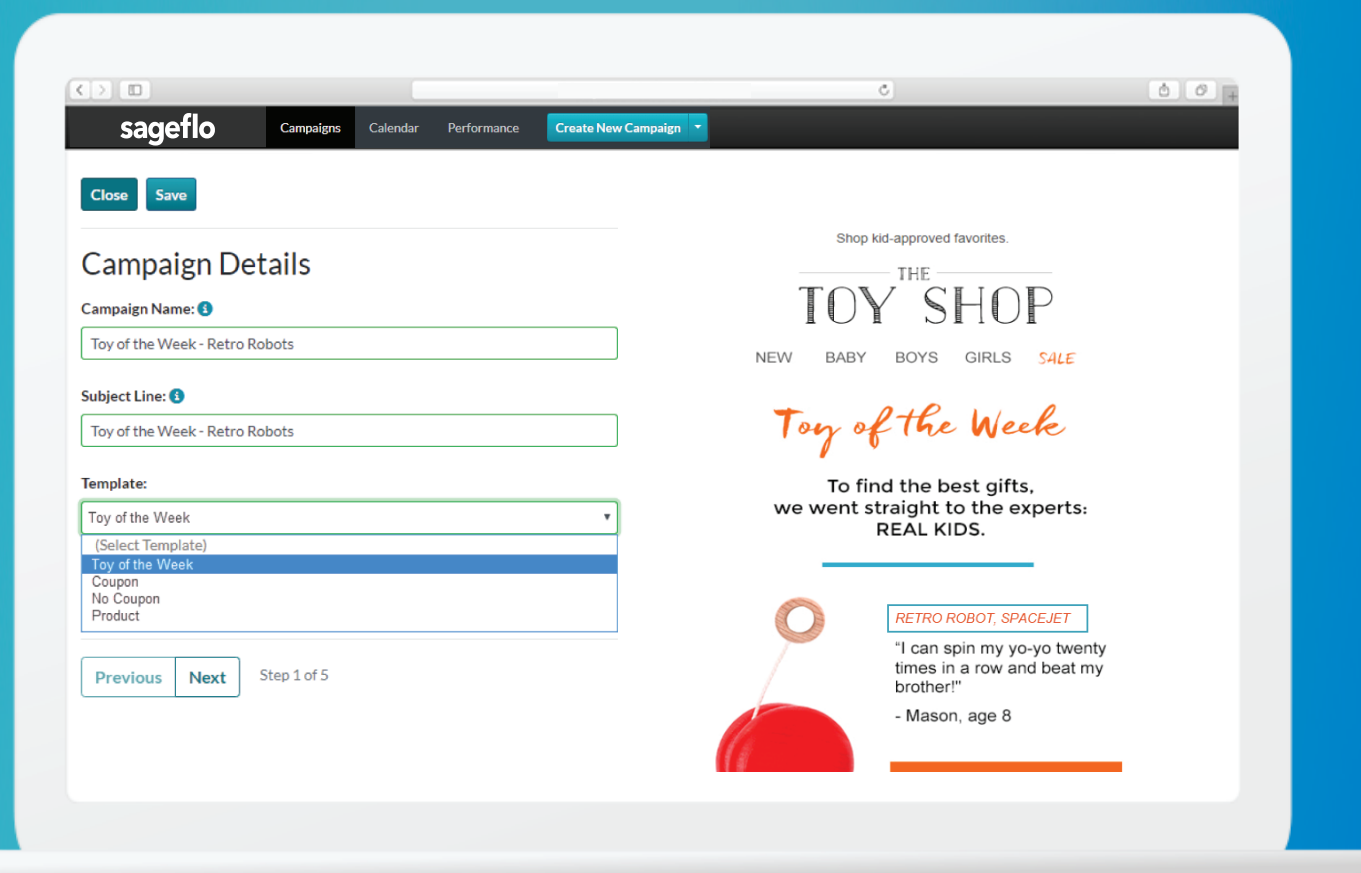 sageflo
Campaigns
Calendar
Performance
Create New Campaign
Close
Save
Campaign Details
Campaign Name:
Toy of the Week - Retro Robots
Subject Line:
Toy of the Week - Retro Robots
Template:
Toy of the Week
(Select Template)
Toy of the Week
Coupon
No Coupon
Product
Previous
Next
Step 1 of 5
Shop kid-approved favorites.
THE
TOY SHOP
NEW BABY BOYS GIRLS SALE
Toy of the Week
To find the best gifts,
we went straight to the experts:
REAL KIDS.
RETRO ROBOT, SPACEJET
“I can spin my yo-yo twenty
times in a row and beat my
brother!"
- Mason, age 8